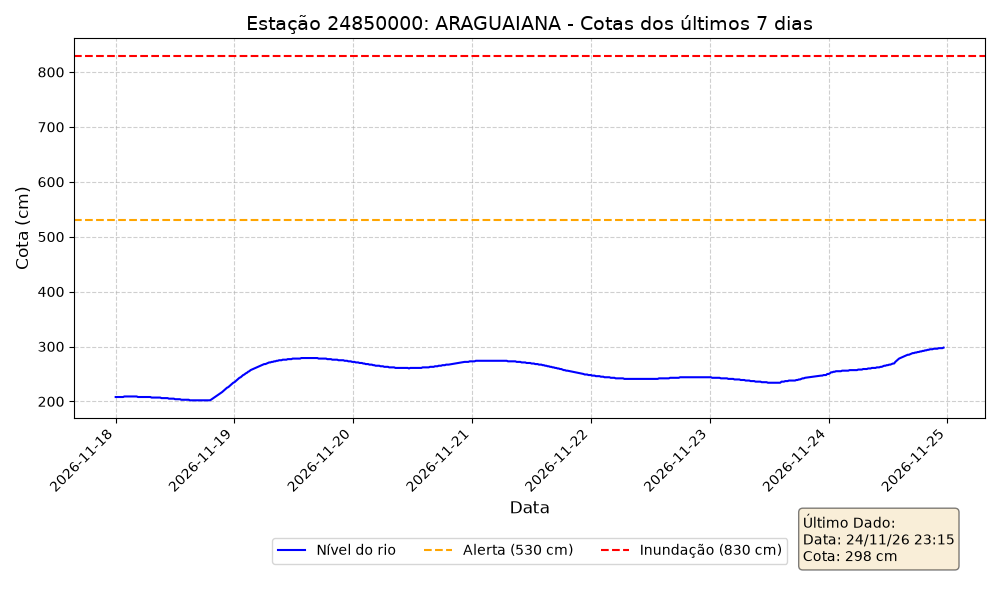 Estação 24850000: ARAGUAIANA - Cotas dos últimos 7 dias
Cota (cm)
800
700
600
500
400
300
200
2026-11-18
2026-11-19
2026-11-20
2026-11-21
2026-11-22
2026-11-23
2026-11-24
2026-11-25
Data
Nível do rio
Alerta (530 cm)
Inundação (830 cm)
Último Dado:
Data: 24/11/26 23:15
Cota: 298 cm